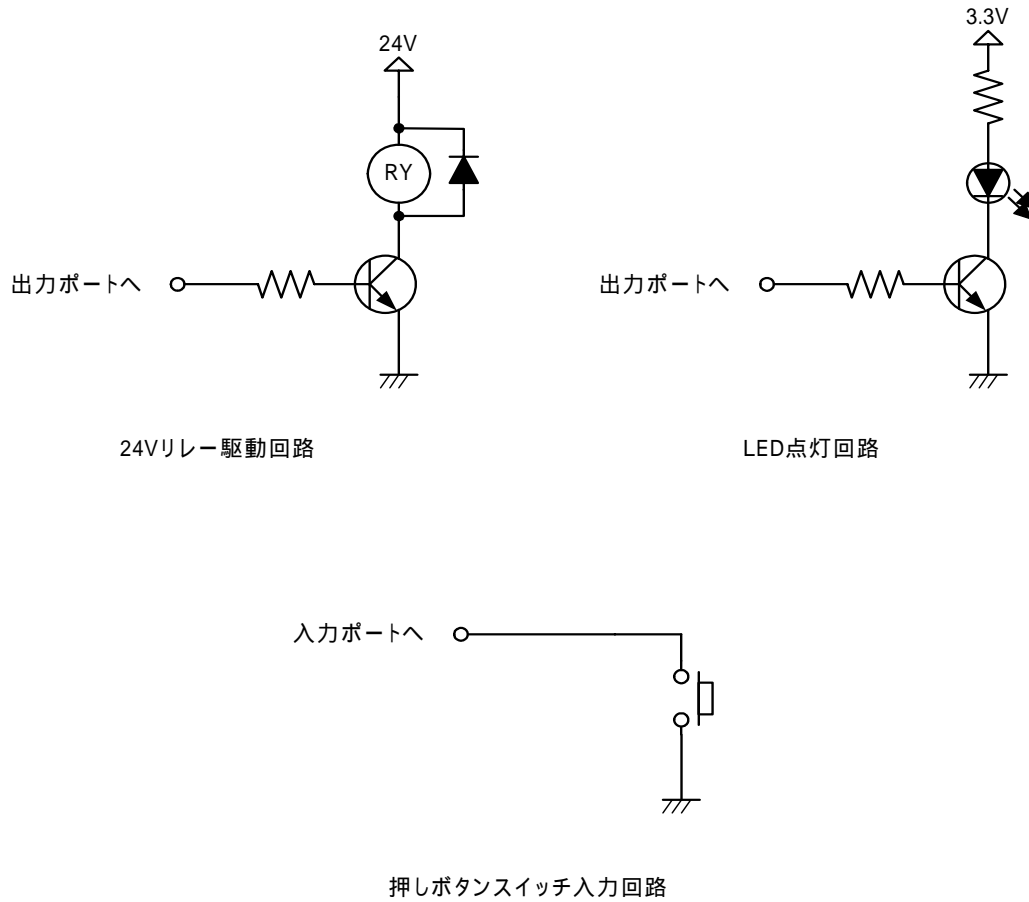 24V
3.3V
RY
出力ポートへ
出力ポートへ
24Vリレー駆動回路
LED点灯回路
入力ポートへ
押しボタンスイッチ入力回路